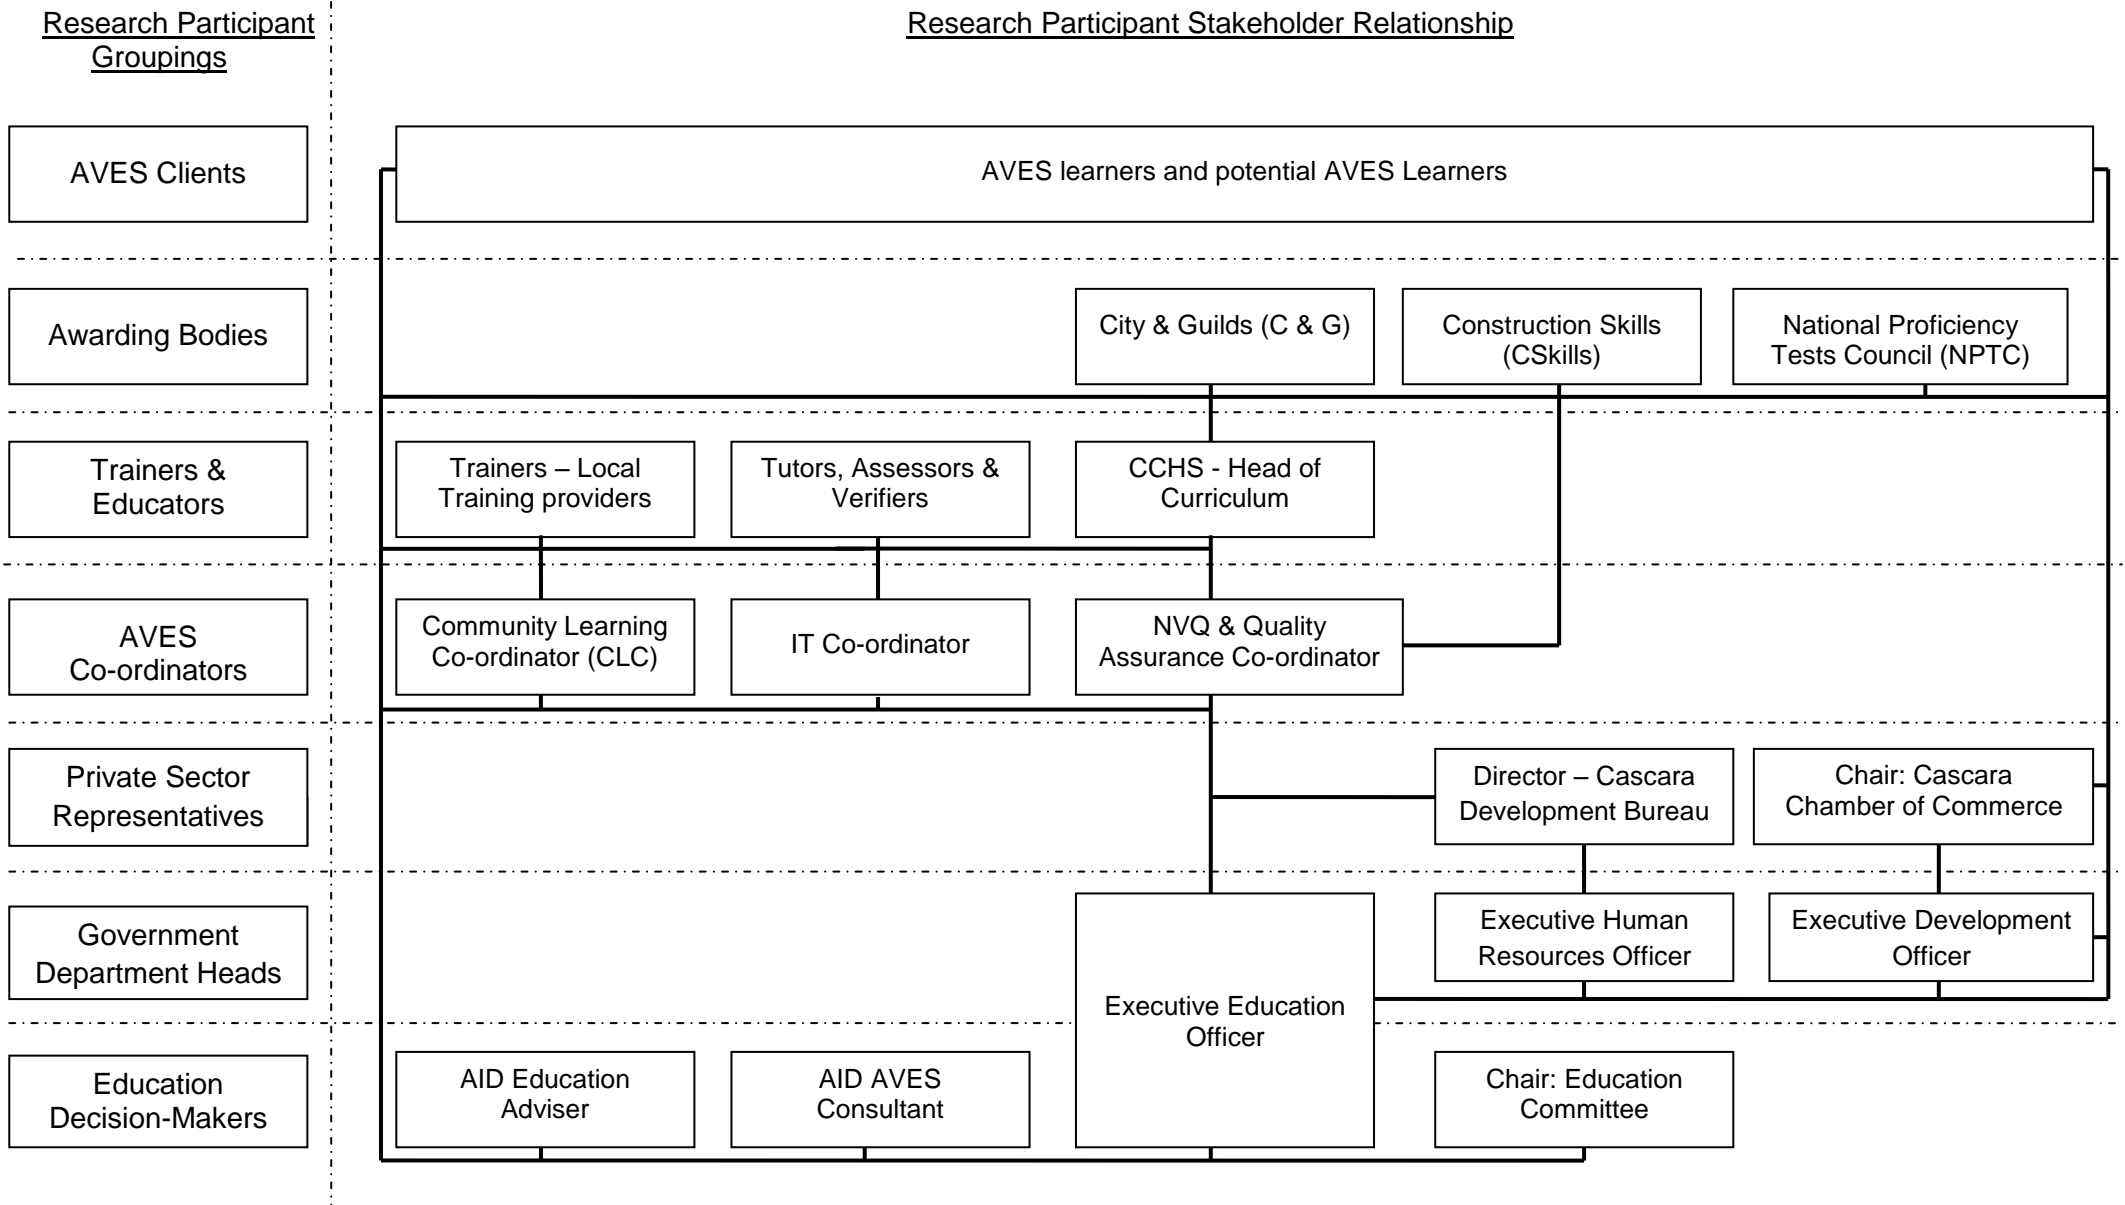 Research Participant
Groupings
Research Participant Stakeholder Relationship
AVES Clients
AVES learners and potential AVES Learners
Awarding Bodies
City & Guilds (C & G)
Construction Skills
(CSkills)
National Proficiency
Tests Council (NPTC)
Trainers &
Educators
Trainers – Local
Training providers
Tutors, Assessors &
Verifiers
CCHS - Head of
Curriculum
AVES
Co-ordinators
Community Learning
Co-ordinator (CLC)
IT Co-ordinator
NVQ & Quality
Assurance Co-ordinator
Private Sector
Representatives
Director – Cascara
Development Bureau
Chair: Cascara
Chamber of Commerce
Government
Department Heads
Executive Education
Officer
Executive Human
Resources Officer
Executive Development
Officer
Education
Decision-Makers
AID Education
Adviser
AID AVES
Consultant
Chair: Education
Committee